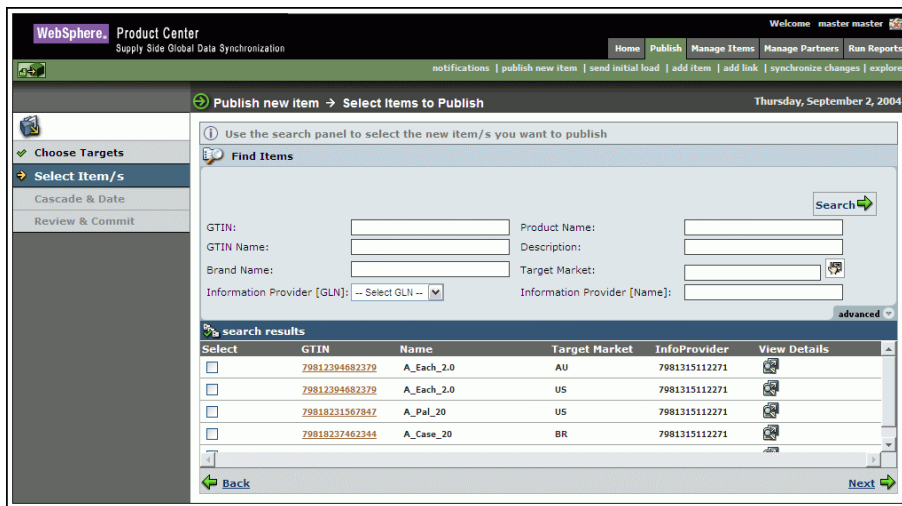 WebSphere. Product Center
Supply Side Global Data Synchronization
Welcome master master
Home Publish Manage Items Manage Partners Run Reports
notifications | publish new item | send initial load | add item | add link | synchronize changes | explore
Publish new item → Select Items to Publish
Thursday, September 2, 2004
Choose Targets
Select Item/s
Cascade & Date
Review & Commit
Use the search panel to select the new item/s you want to publish
Find Items
Search
GTIN: Product Name:
GTIN Name: Description:
Brand Name: Target Market:
Information Provider [GLN]: -- Select GLN -- Information Provider [Name]:
advanced
search results
Select GTIN Name Target Market InfoProvider View Details
79812394682379 A_Each_2.0 AU 7981315112271
79812394682379 A_Each_2.0 US 7981315112271
79818231567847 A_Pal_20 US 7981315112271
79818237462344 A_Case_20 BR 7981315112271
Back Next